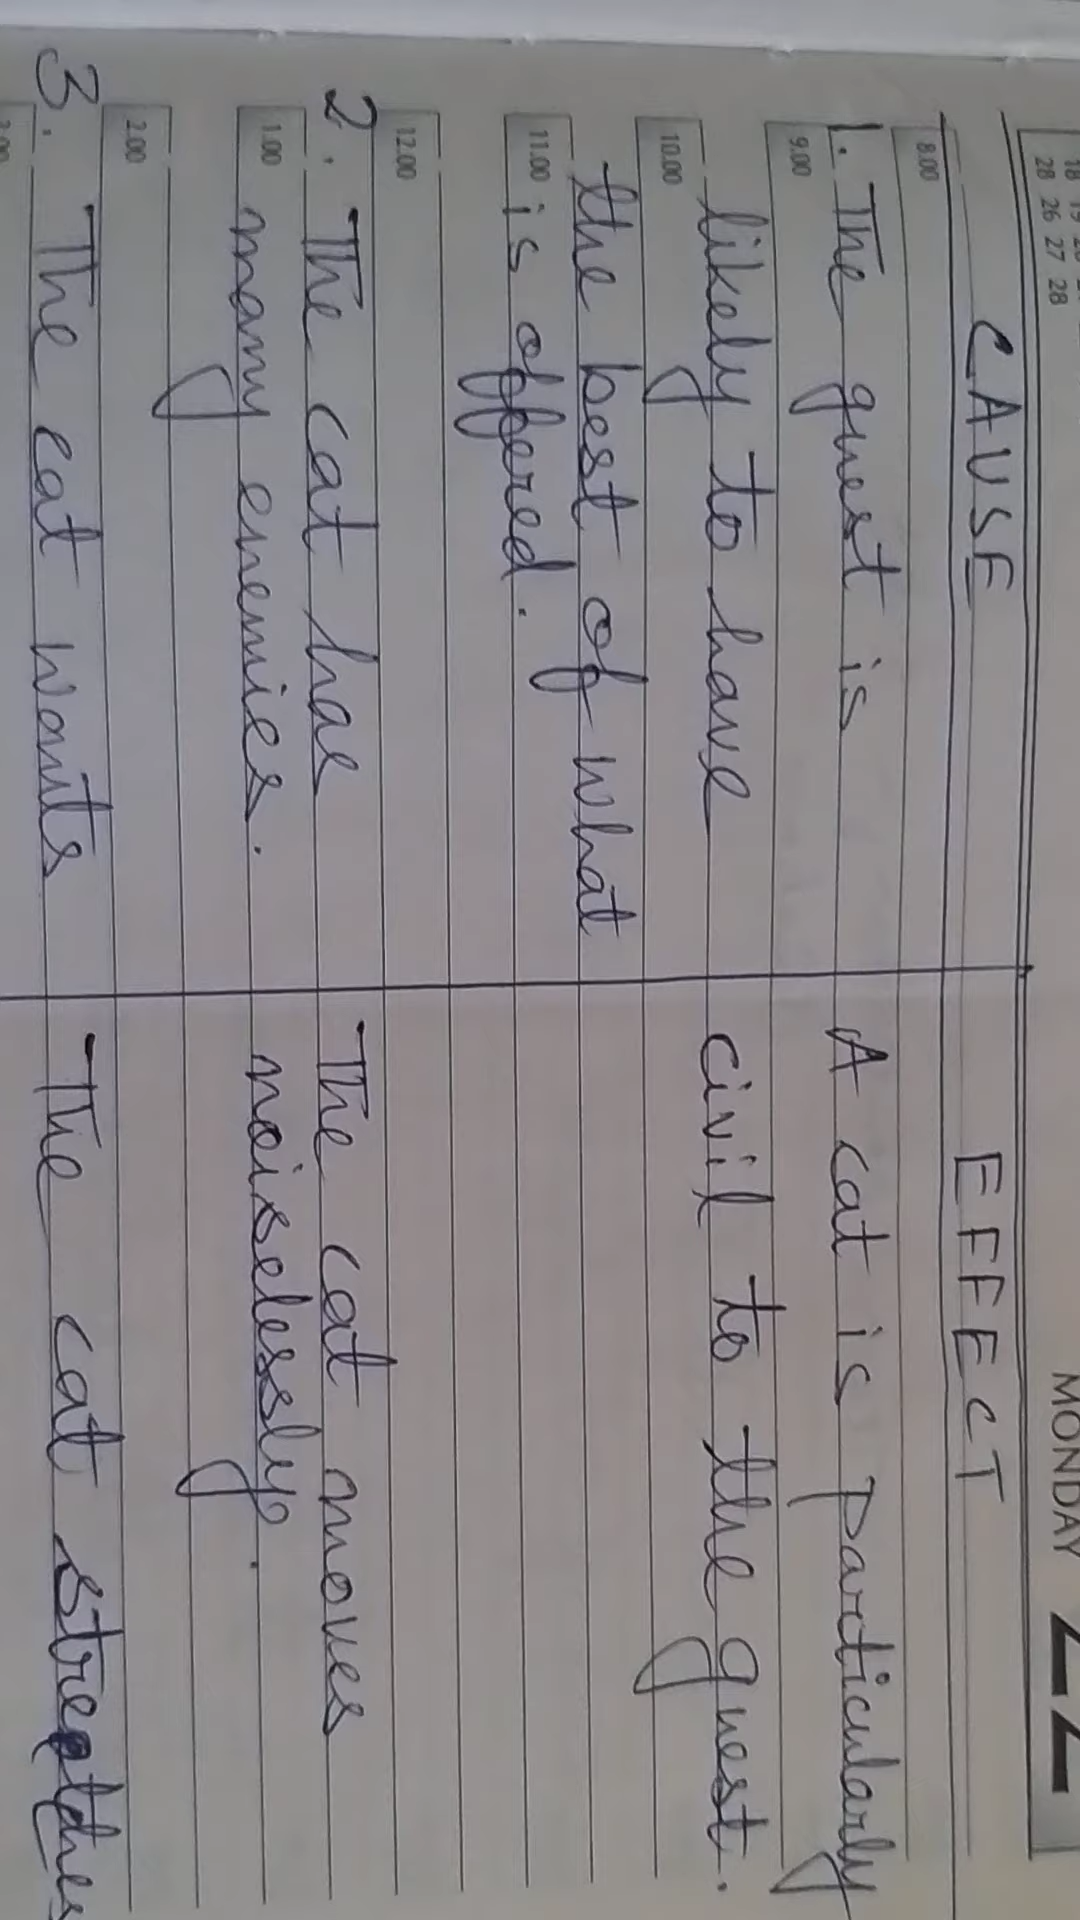 18 19
28 26 27 28
MONDAY 22
CAUSE EFFECT
8.00
1. The guest is A cat is particularly
9.00
likely to have civil to the guest.
10.00
the best of what
11.00 is offered.
12.00
2. The cat has The cat moves
1.00 many enemies. noiselessly.
2.00
3. The cat wants The cat stretches